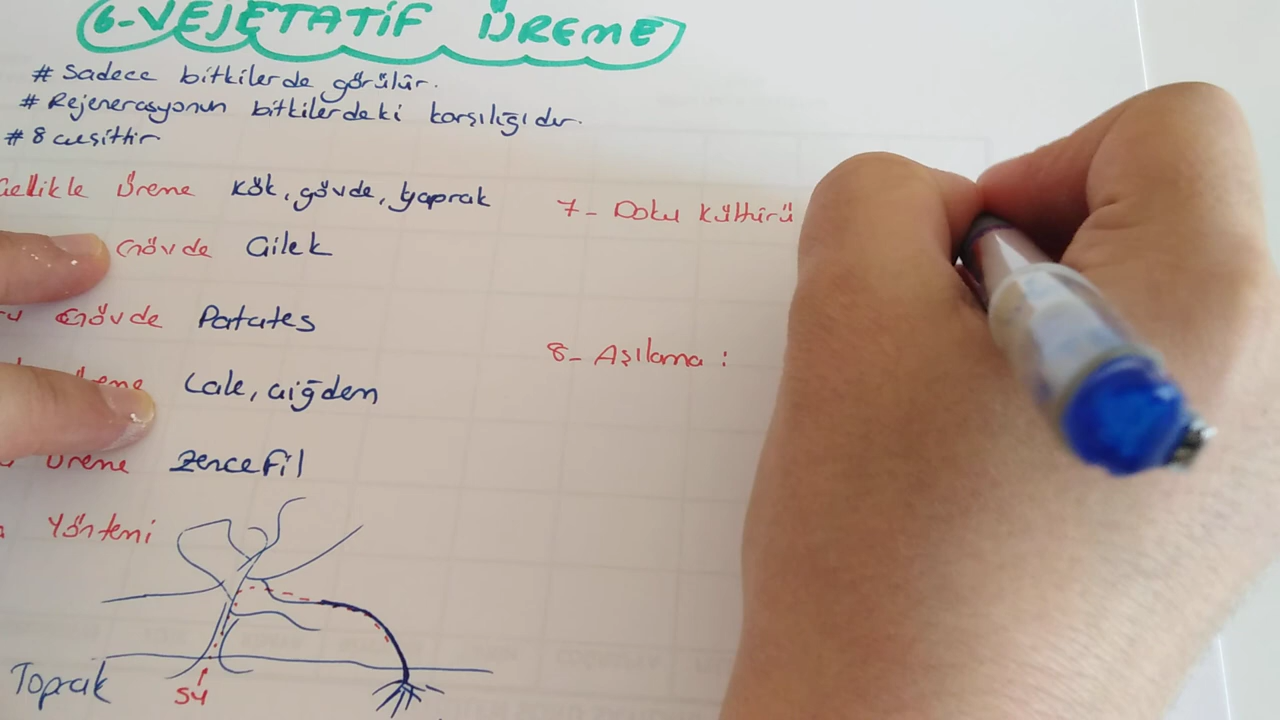 6-VEJETATİF ÜREME
# Sadece bitkilerde görülür.
# Rejenerasyonun bitkilerdeki karşılığıdır.
# 8 çeşittir
Çelikle Üreme Kök, gövde, yaprak
Gövde Çilek
Gövde Patates
Lale, çiğdem
Üreme Zencefil
Yöntemi
Toprak
su
7- Doku Kültürü
8- Aşılama :